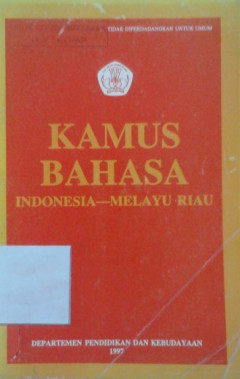 TIDAK DIPERDAGANGKAN UNTUK UMUM
KAMUS
BAHASA
INDONESIA—MELAYU RIAU
DEPARTEMEN PENDIDIKAN DAN KEBUDAYAAN
1997